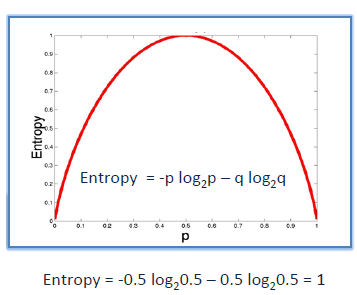 1
0.9
0.8
0.7
0.6
0.5
0.4
0.3
0.2
0.1
0
Entropy
Entropy = -p log₂p – q log₂q
0 0.1 0.2 0.3 0.4 0.5 0.6 0.7 0.8 0.9 1
p
Entropy = -0.5 log₂0.5 – 0.5 log₂0.5 = 1